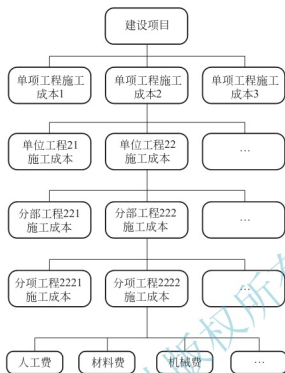 建设项目
单项工程施工
成本1
单项工程施工
成本2
单项工程施工
成本3
单位工程21
施工成本
单位工程22
施工成本
…
分部工程221
施工成本
分部工程222
施工成本
…
分项工程2221
施工成本
分项工程2222
施工成本
…
人工费
材料费
机械费
…
版权所有